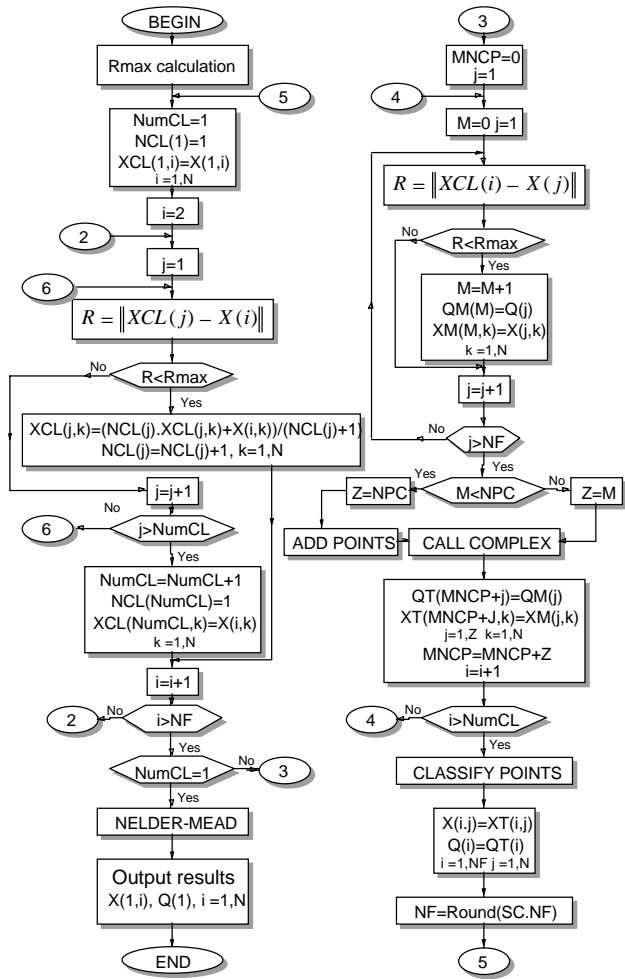 BEGIN
Rmax calculation
5
NumCL=1
NCL(1)=1
XCL(1,i)=X(1,i)
i =1,N
i=2
2
j=1
6
R = ‖XCL(j) − X(i)‖
No
R<Rmax
Yes
XCL(j,k)=(NCL(j).XCL(j,k)+X(i,k))/(NCL(j)+1)
NCL(j)=NCL(j)+1, k=1,N
j=j+1
No
6
j>NumCL
Yes
NumCL=NumCL+1
NCL(NumCL)=1
XCL(NumCL,k)=X(i,k)
k =1,N
i=i+1
2
No
i>NF
Yes
No
NumCL=1
3
Yes
NELDER-MEAD
Output results
X(1,i), Q(1), i =1,N
END
3
MNCP=0
j=1
4
M=0 j=1
R = ‖XCL(i) − X(j)‖
No
R<Rmax
Yes
M=M+1
QM(M)=Q(j)
XM(M,k)=X(j,k)
k =1,N
j=j+1
No
j>NF
Yes
Yes
No
Z=NPC
M<NPC
Z=M
ADD POINTS
CALL COMPLEX
QT(MNCP+j)=QM(j)
XT(MNCP+J,k)=XM(j,k)
j=1,Z k=1,N
MNCP=MNCP+Z
i=i+1
4
No
i>NumCL
Yes
CLASSIFY POINTS
X(i.j)=XT(i,j)
Q(i)=QT(i)
i =1,NF j =1,N
NF=Round(SC.NF)
5